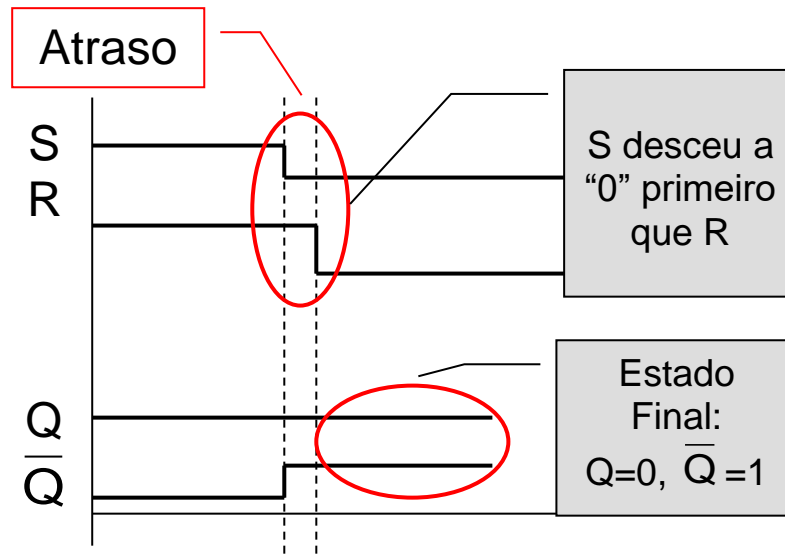 Atraso
S
R
S desceu a
“0” primeiro
que R
Q
Q̅
Estado
Final:
Q=0, Q̅ =1